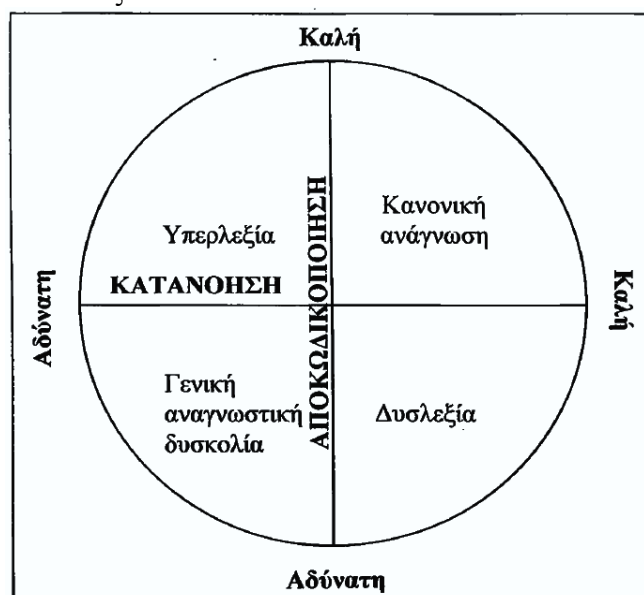 Καλή
Υπερλεξία
Κανονική
ανάγνωση
ΚΑΤΑΝΟΗΣΗ
ΑΠΟΚΩΔΙΚΟΠΟΙΗΣΗ
Αδύνατη
Καλή
Γενική
αναγνωστική
δυσκολία
Δυσλεξία
Αδύνατη